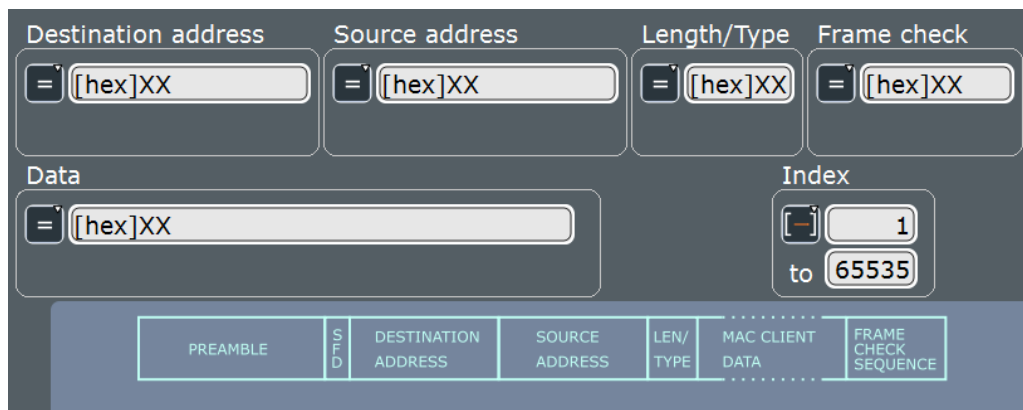 Destination address Source address Length/Type Frame check
= [hex]XX = [hex]XX = [hex]XX = [hex]XX
Data Index
= [hex]XX [–] 1
to 65535
PREAMBLE SFD DESTINATION ADDRESS SOURCE ADDRESS LEN/TYPE MAC CLIENT DATA FRAME CHECK SEQUENCE